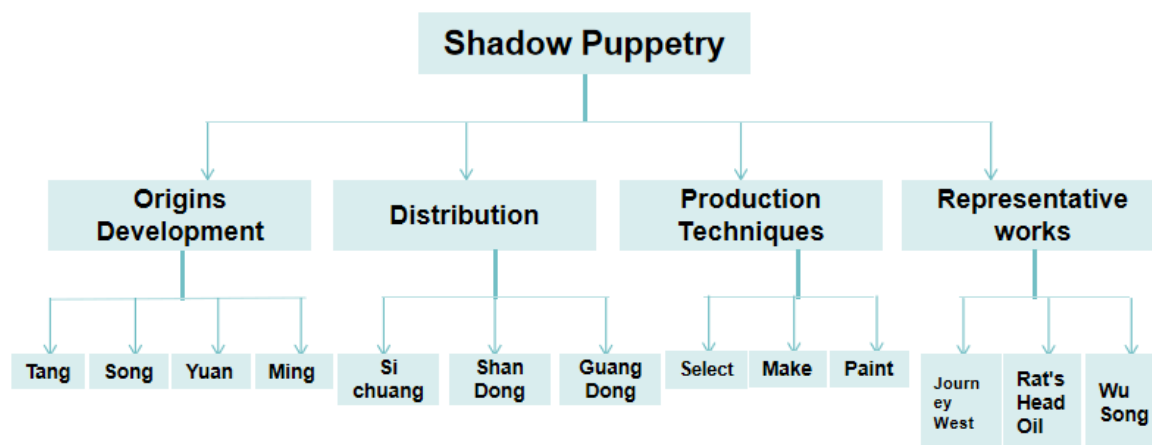 Shadow Puppetry
Origins
Development
Distribution
Production
Techniques
Representative
works
Tang
Song
Yuan
Ming
Si
chuang
Shan
Dong
Guang
Dong
Select
Make
Paint
Journ
ey
West
Rat's
Head
Oil
Wu
Song